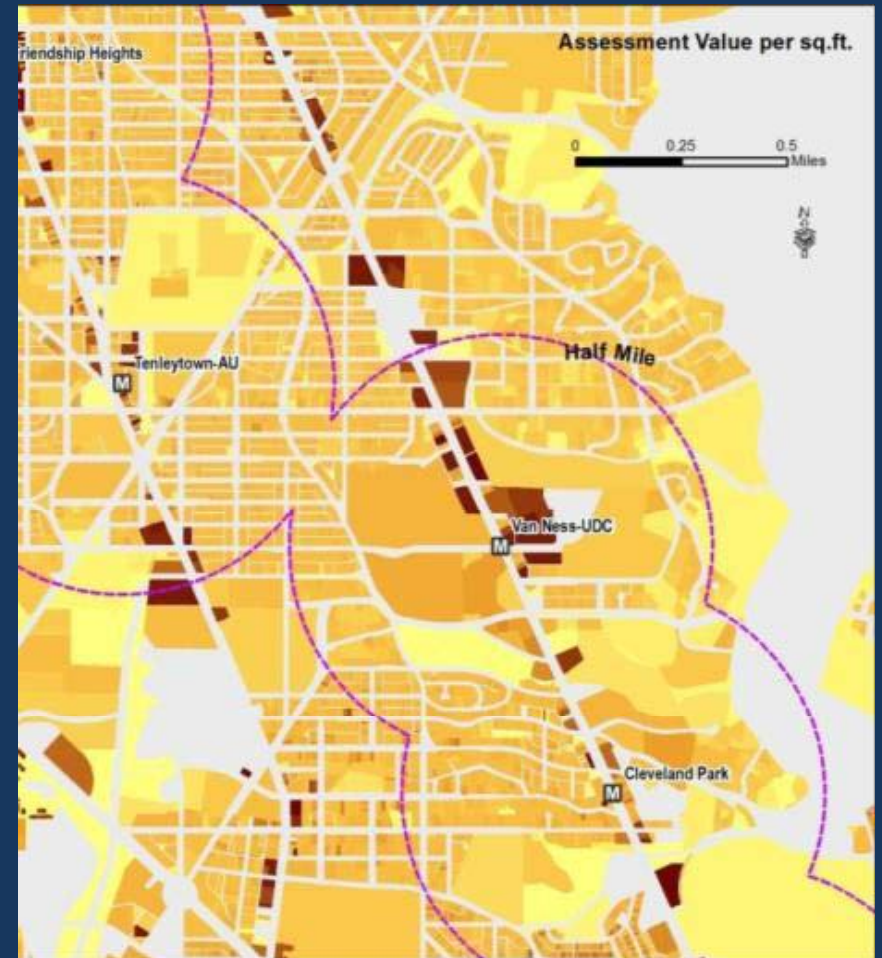 Assessment Value per sq.ft.
riendship Heights
0 0.25 0.5
Miles
N
Half Mile
Tenleytown-AU
M
Van Ness-UDC
M
Cleveland Park
M